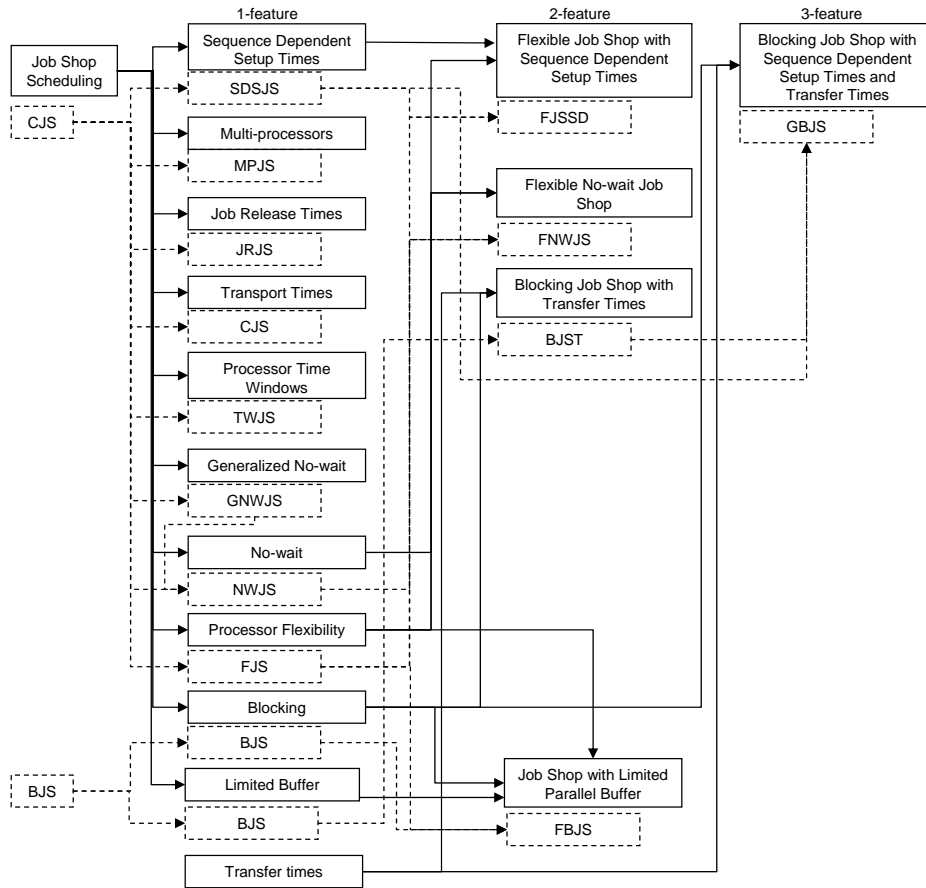 1-feature
2-feature
3-feature
Job Shop
Scheduling
CJS
BJS
Sequence Dependent
Setup Times
SDSJS
Multi-processors
MPJS
Job Release Times
JRJS
Transport Times
CJS
Processor Time
Windows
TWJS
Generalized No-wait
GNWJS
No-wait
NWJS
Processor Flexibility
FJS
Blocking
BJS
Limited Buffer
BJS
Transfer times
Flexible Job Shop with
Sequence Dependent
Setup Times
FJSSD
Flexible No-wait Job
Shop
FNWJS
Blocking Job Shop with
Transfer Times
BJST
Job Shop with Limited
Parallel Buffer
FBJS
Blocking Job Shop with
Sequence Dependent
Setup Times and
Transfer Times
GBJS